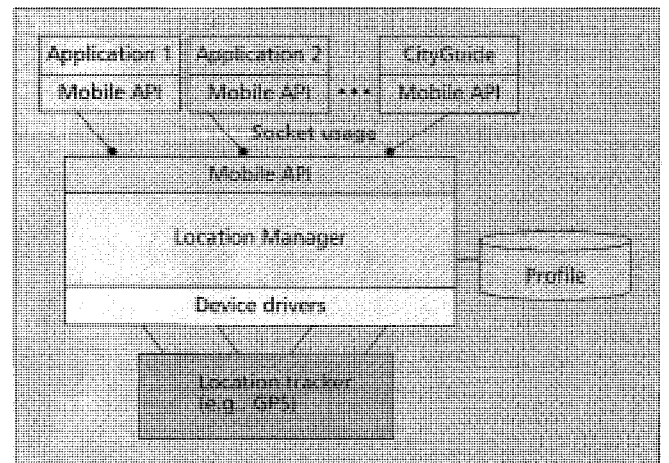 Application 1
Application 2
CityGuide
Mobile API
Mobile API
•••
Mobile API
Socket usage
Mobile API
Location Manager
Profile
Device drivers
Location tracker
(e.g., GPS)